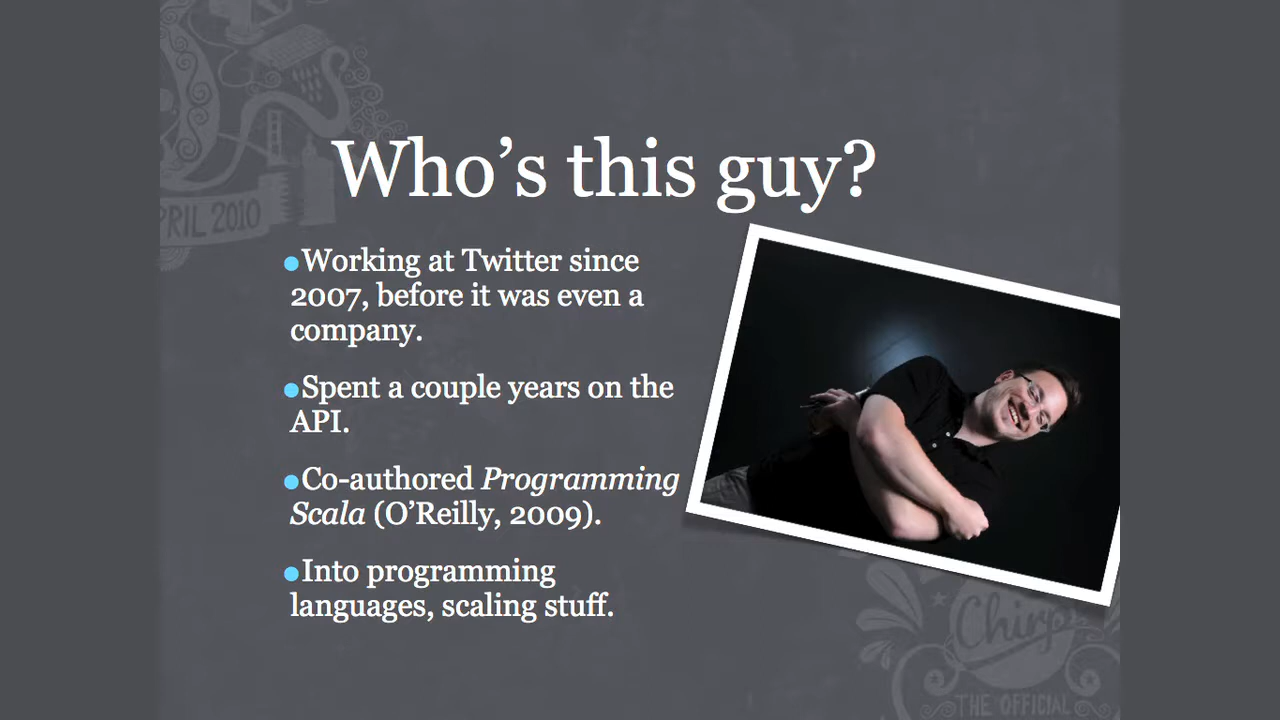 Who’s this guy?
●Working at Twitter since
2007, before it was even a
company.
●Spent a couple years on the
API.
●Co-authored Programming
Scala (O’Reilly, 2009).
●Into programming
languages, scaling stuff.
APRIL 2010
Chirp
THE OFFICIAL